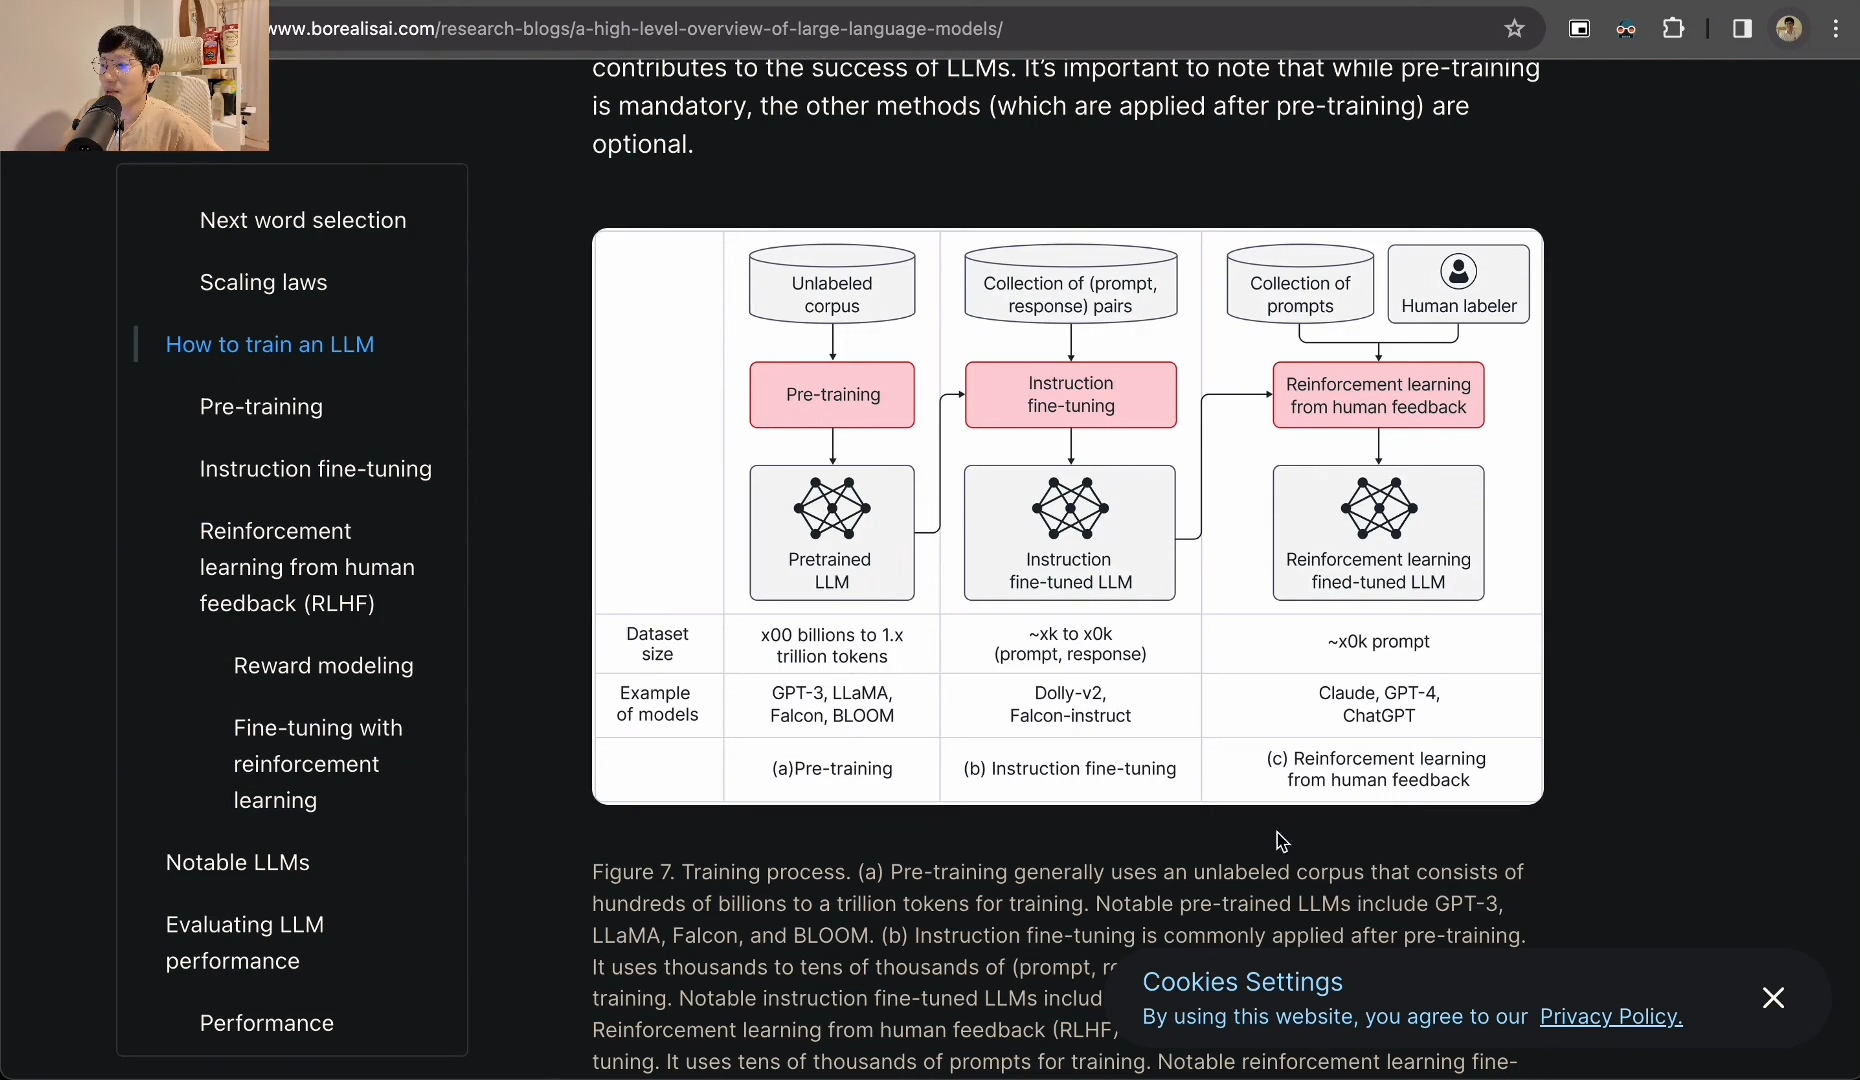 www.borealisai.com/research-blogs/a-high-level-overview-of-large-language-models/
contributes to the success of LLMs. It’s important to note that while pre-training
is mandatory, the other methods (which are applied after pre-training) are
optional.
Next word selection
Scaling laws
How to train an LLM
Pre-training
Instruction fine-tuning
Reinforcement
learning from human
feedback (RLHF)
Reward modeling
Fine-tuning with
reinforcement
learning
Notable LLMs
Evaluating LLM
performance
Performance
Unlabeled
corpus
Collection of (prompt,
response) pairs
Collection of
prompts
Human labeler
Pre-training
Instruction
fine-tuning
Reinforcement learning
from human feedback
Pretrained
LLM
Instruction
fine-tuned LLM
Reinforcement learning
fined-tuned LLM
Dataset
size
x00 billions to 1.x
trillion tokens
~xk to x0k
(prompt, response)
~x0k prompt
Example
of models
GPT-3, LLaMA,
Falcon, BLOOM
Dolly-v2,
Falcon-instruct
Claude, GPT-4,
ChatGPT
(a)Pre-training
(b) Instruction fine-tuning
(c) Reinforcement learning
from human feedback
Figure 7. Training process. (a) Pre-training generally uses an unlabeled corpus that consists of
hundreds of billions to a trillion tokens for training. Notable pre-trained LLMs include GPT-3,
LLaMA, Falcon, and BLOOM. (b) Instruction fine-tuning is commonly applied after pre-training.
It uses thousands to tens of thousands of (prompt,
training. Notable instruction fine-tuned LLMs includ
Reinforcement learning from human feedback (RLHF,
tuning. It uses tens of thousands of prompts for training. Notable reinforcement learning fine-
Cookies Settings
By using this website, you agree to our Privacy Policy.